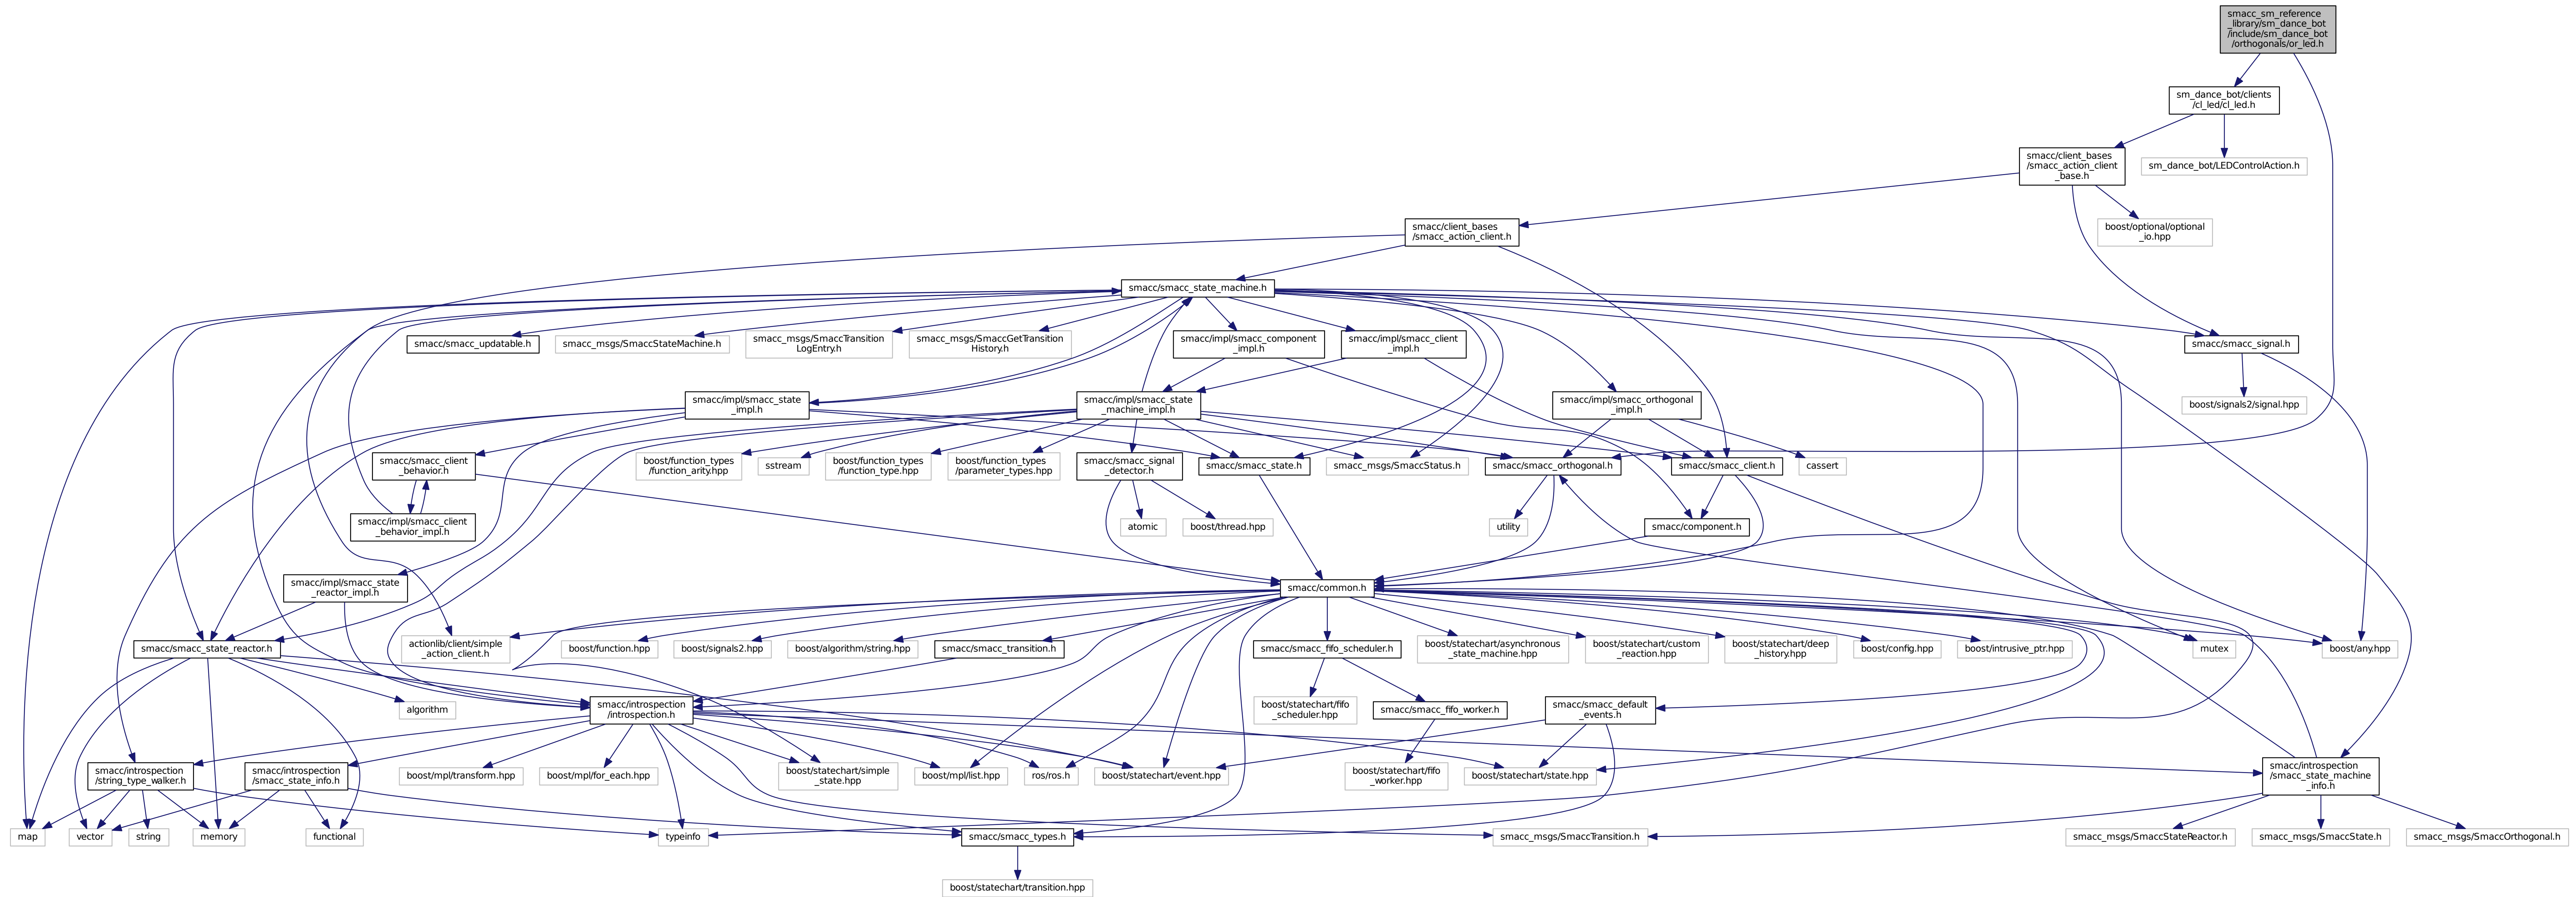 smacc_sm_reference
_library/sm_dance_bot
/include/sm_dance_bot
/orthogonals/or_led.h
sm_dance_bot/clients
/cl_led/cl_led.h
smacc/client_bases
/smacc_action_client
_base.h
sm_dance_bot/LEDControlAction.h
smacc/client_bases
/smacc_action_client.h
boost/optional/optional
_io.hpp
smacc/smacc_state_machine.h
smacc/smacc_updatable.h
smacc_msgs/SmaccStateMachine.h
smacc_msgs/SmaccTransition
LogEntry.h
smacc_msgs/SmaccGetTransition
History.h
smacc/impl/smacc_component
_impl.h
smacc/impl/smacc_client
_impl.h
smacc/smacc_signal.h
smacc/impl/smacc_state
_impl.h
smacc/impl/smacc_state
_machine_impl.h
smacc/impl/smacc_orthogonal
_impl.h
boost/signals2/signal.hpp
smacc/smacc_client
_behavior.h
boost/function_types
/function_arity.hpp
sstream
boost/function_types
/function_type.hpp
boost/function_types
/parameter_types.hpp
smacc/smacc_signal
_detector.h
smacc/smacc_state.h
smacc_msgs/SmaccStatus.h
smacc/smacc_orthogonal.h
smacc/smacc_client.h
cassert
smacc/impl/smacc_client
_behavior_impl.h
atomic
boost/thread.hpp
utility
smacc/component.h
smacc/impl/smacc_state
_reactor_impl.h
smacc/common.h
smacc/smacc_state_reactor.h
actionlib/client/simple
_action_client.h
boost/function.hpp
boost/signals2.hpp
boost/algorithm/string.hpp
smacc/smacc_transition.h
smacc/smacc_fifo_scheduler.h
boost/statechart/asynchronous
_state_machine.hpp
boost/statechart/custom
_reaction.hpp
boost/statechart/deep
_history.hpp
boost/config.hpp
boost/intrusive_ptr.hpp
mutex
boost/any.hpp
algorithm
smacc/introspection
/introspection.h
boost/statechart/fifo
_scheduler.hpp
smacc/smacc_fifo_worker.h
smacc/smacc_default
_events.h
smacc/introspection
/string_type_walker.h
smacc/introspection
/smacc_state_info.h
boost/mpl/transform.hpp
boost/mpl/for_each.hpp
boost/statechart/simple
_state.hpp
boost/mpl/list.hpp
ros/ros.h
boost/statechart/event.hpp
boost/statechart/fifo
_worker.hpp
boost/statechart/state.hpp
smacc/introspection
/smacc_state_machine
_info.h
map
vector
string
memory
functional
typeinfo
smacc/smacc_types.h
smacc_msgs/SmaccTransition.h
smacc_msgs/SmaccStateReactor.h
smacc_msgs/SmaccState.h
smacc_msgs/SmaccOrthogonal.h
boost/statechart/transition.hpp